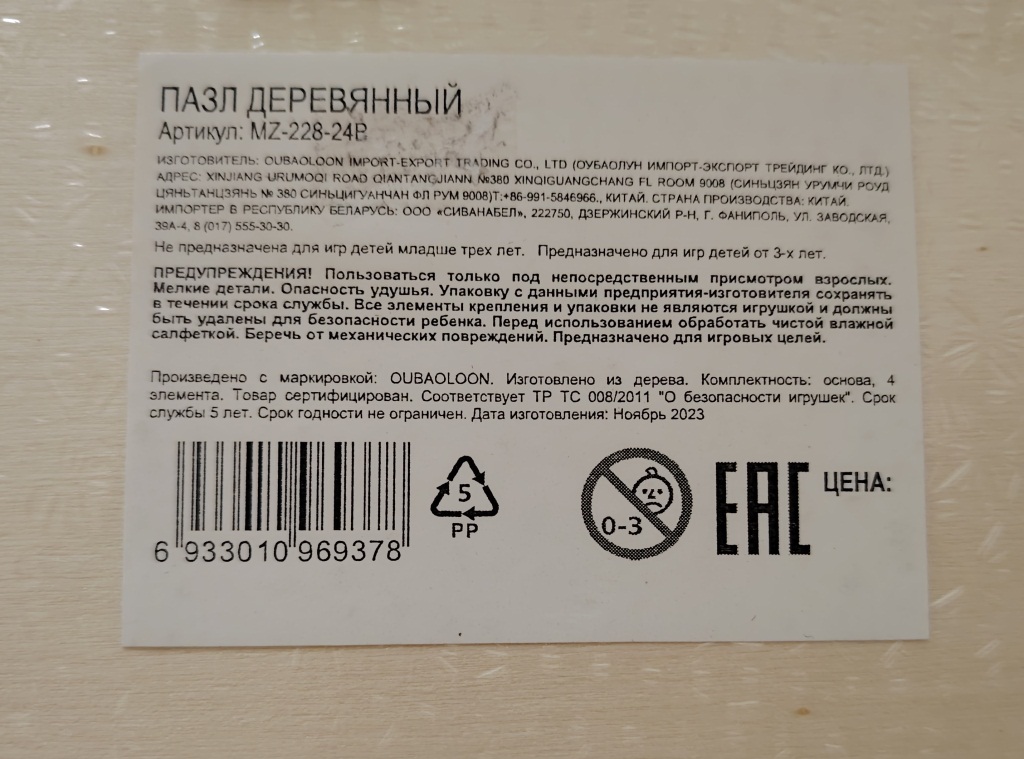 ПАЗЛ ДЕРЕВЯННЫЙ
Артикул: MZ-228-24B
ИЗГОТОВИТЕЛЬ: OUBAOLOON IMPORT-EXPORT TRADING CO., LTD (ОУБАОЛУН ИМПОРТ-ЭКСПОРТ ТРЕЙДИНГ КО., ЛТД.)
АДРЕС: XINJIANG URUMOQI ROAD QIANTANGJIANN №380 XINQIGUANGCHANG FL ROOM 9008 (СИНЬЦЗЯН УРУМЧИ РОУД
ЦЯНЬТАНЦЗЯНЬ № 380 СИНЬЦИГУАНЧАН ФЛ РУМ 9008)Т:+86-991-5846966., КИТАЙ. СТРАНА ПРОИЗВОДСТВА: КИТАЙ.
ИМПОРТЕР В РЕСПУБЛИКУ БЕЛАРУСЬ: ООО «СИВАНАБЕЛ», 222750, ДЗЕРЖИНСКИЙ Р-Н, Г. ФАНИПОЛЬ, УЛ. ЗАВОДСКАЯ,
39А-4, 8 (017) 555-30-30.
Не предназначена для игр детей младше трех лет. Предназначено для игр детей от 3-х лет.
ПРЕДУПРЕЖДЕНИЯ! Пользоваться только под непосредственным присмотром взрослых.
Мелкие детали. Опасность удушья. Упаковку с данными предприятия-изготовителя сохранять
в течении срока службы. Все элементы крепления и упаковки не являются игрушкой и должны
быть удалены для безопасности ребенка. Перед использованием обработать чистой влажной
салфеткой. Беречь от механических повреждений. Предназначено для игровых целей.
Произведено с маркировкой: OUBAOLOON. Изготовлено из дерева. Комплектность: основа, 4
элемента. Товар сертифицирован. Соответствует ТР ТС 008/2011 "О безопасности игрушек". Срок
службы 5 лет. Срок годности не ограничен. Дата изготовления: Ноябрь 2023
6 933010 969378
5
PP
0-3
EAC
ЦЕНА: